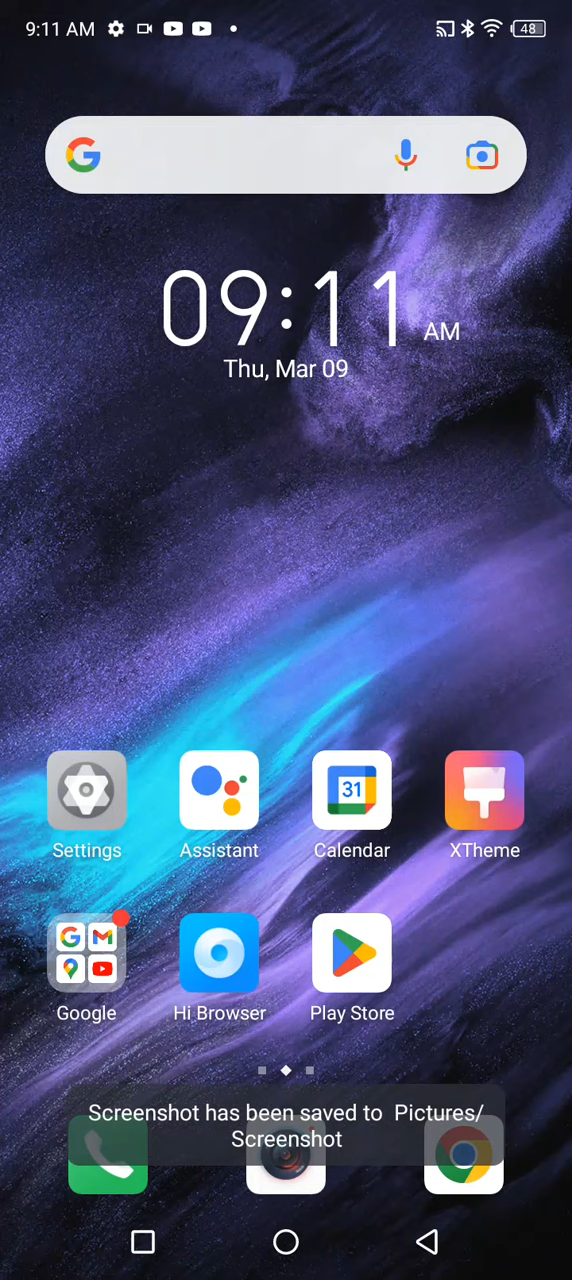 9:11 AM
48
09:11 AM
Thu, Mar 09
31
Settings
Assistant
Calendar
XTheme
Google
Hi Browser
Play Store
Screenshot has been saved to Pictures/
Screenshot